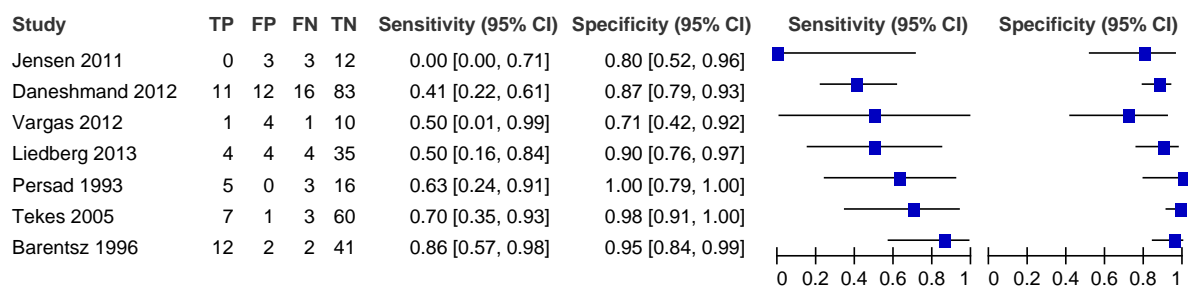 Study TP FP FN TN Sensitivity (95% CI) Specificity (95% CI) Sensitivity (95% CI) Specificity (95% CI)
Jensen 2011 0 3 3 12 0.00 [0.00, 0.71] 0.80 [0.52, 0.96]
Daneshmand 2012 11 12 16 83 0.41 [0.22, 0.61] 0.87 [0.79, 0.93]
Vargas 2012 1 4 1 10 0.50 [0.01, 0.99] 0.71 [0.42, 0.92]
Liedberg 2013 4 4 4 35 0.50 [0.16, 0.84] 0.90 [0.76, 0.97]
Persad 1993 5 0 3 16 0.63 [0.24, 0.91] 1.00 [0.79, 1.00]
Tekes 2005 7 1 3 60 0.70 [0.35, 0.93] 0.98 [0.91, 1.00]
Barentsz 1996 12 2 2 41 0.86 [0.57, 0.98] 0.95 [0.84, 0.99]
0 0.2 0.4 0.6 0.8 1 0 0.2 0.4 0.6 0.8 1